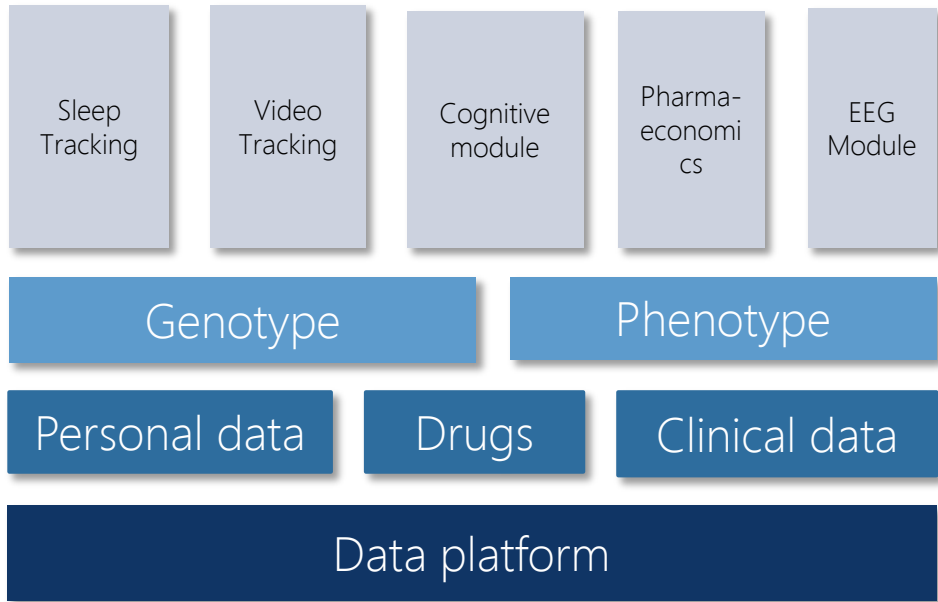 Sleep
Tracking
Video
Tracking
Cognitive
module
Pharma-
economi
cs
EEG
Module
Genotype
Phenotype
Personal data
Drugs
Clinical data
Data platform